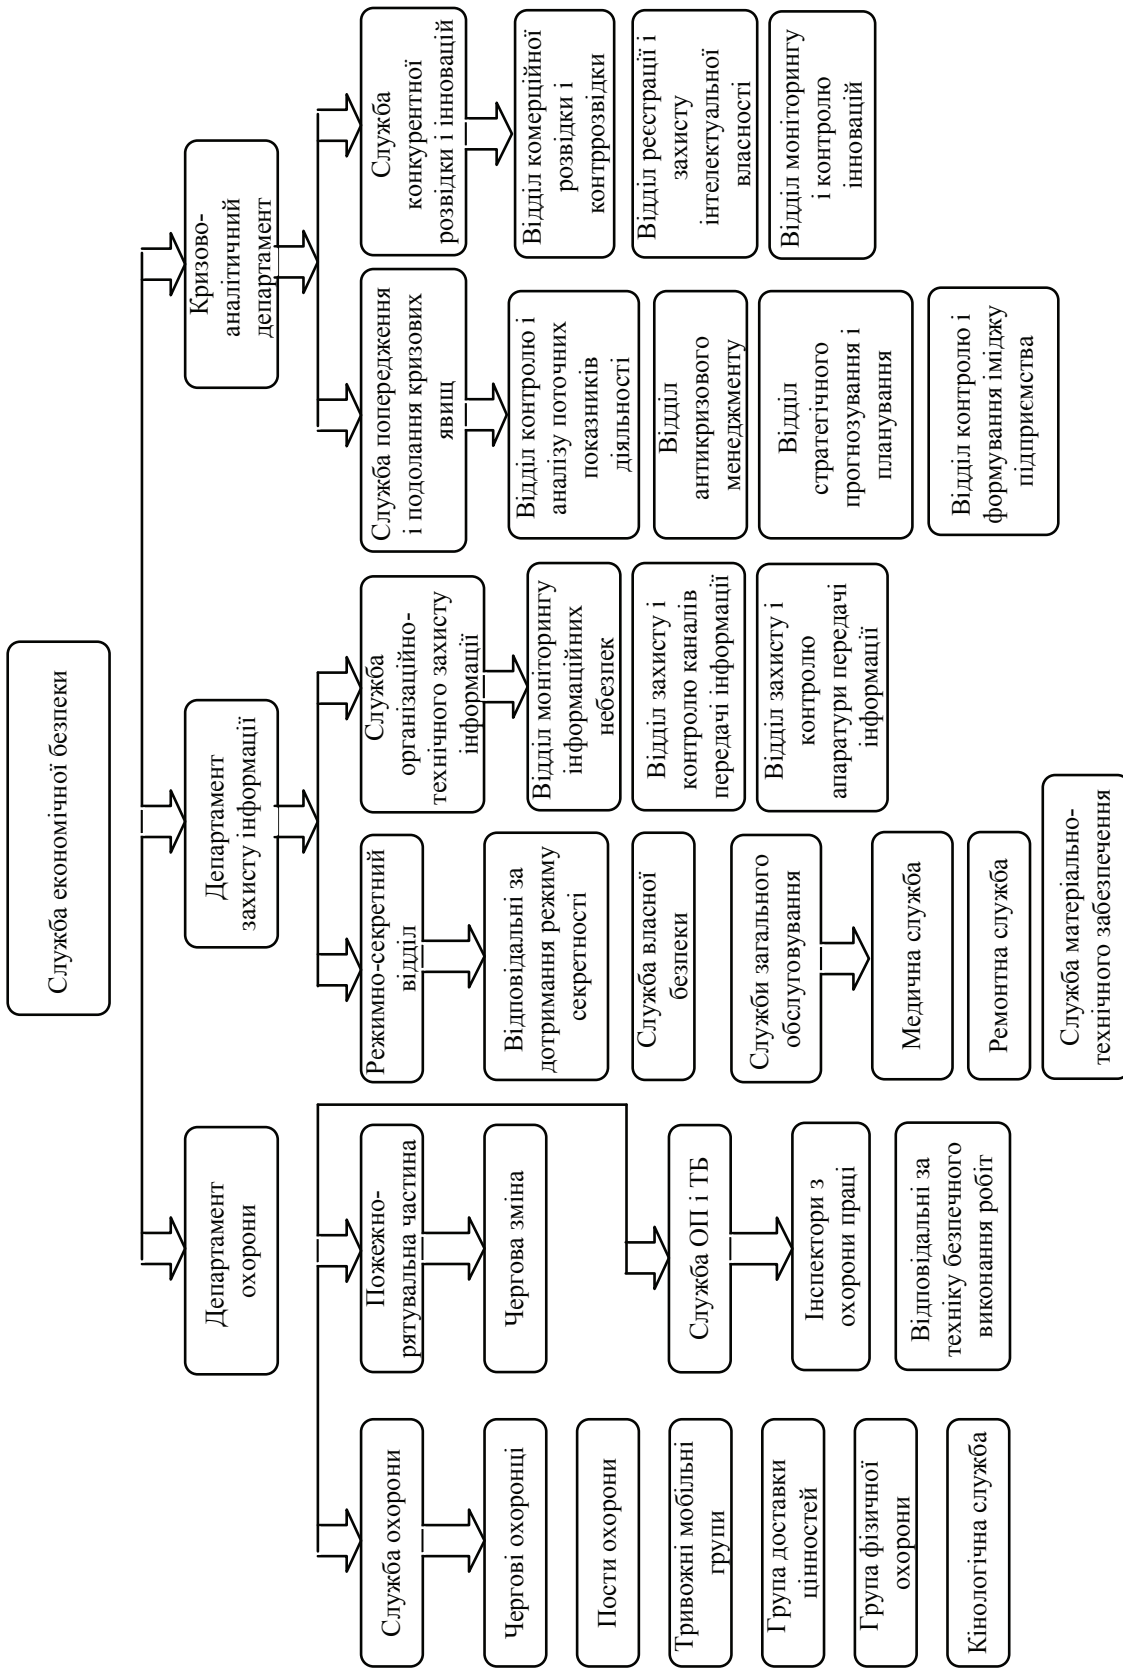 Служба економічної безпеки
Департамент
охорони
Департамент
захисту інформації
Кризово-
аналітичний
департамент
Служба охорони
Чергові охоронці
Пости охорони
Тривожні мобільні
групи
Група доставки
цінностей
Група фізичної
охорони
Кінологічна служба
Пожежно-
рятувальна частина
Чергова зміна
Служба ОП і ТБ
Інспектори з
охорони праці
Відповідальні за
техніку безпечного
виконання робіт
Режимно-секретний
відділ
Відповідальні за
дотримання режиму
секретності
Служба власної
безпеки
Служби загального
обслуговування
Медична служба
Ремонтна служба
Служба матеріально-
технічного забезпечення
Служба
організаційно-
технічного захисту
інформації
Відділ моніторингу
інформаційних
небезпек
Відділ захисту і
контролю каналів
передачі інформації
Відділ захисту і
контролю
апаратури передачі
інформації
Служба попередження
і подолання кризових
явищ
Відділ контролю і
аналізу поточних
показників
діяльності
Відділ
антикризового
менеджменту
Відділ
стратегічного
прогнозування і
планування
Відділ контролю і
формування іміджу
підприємства
Служба
конкурентної
розвідки і інновацій
Відділ комерційної
розвідки і
контррозвідки
Відділ реєстрації і
захисту
інтелектуальної
власності
Відділ моніторингу
і контролю
інновацій